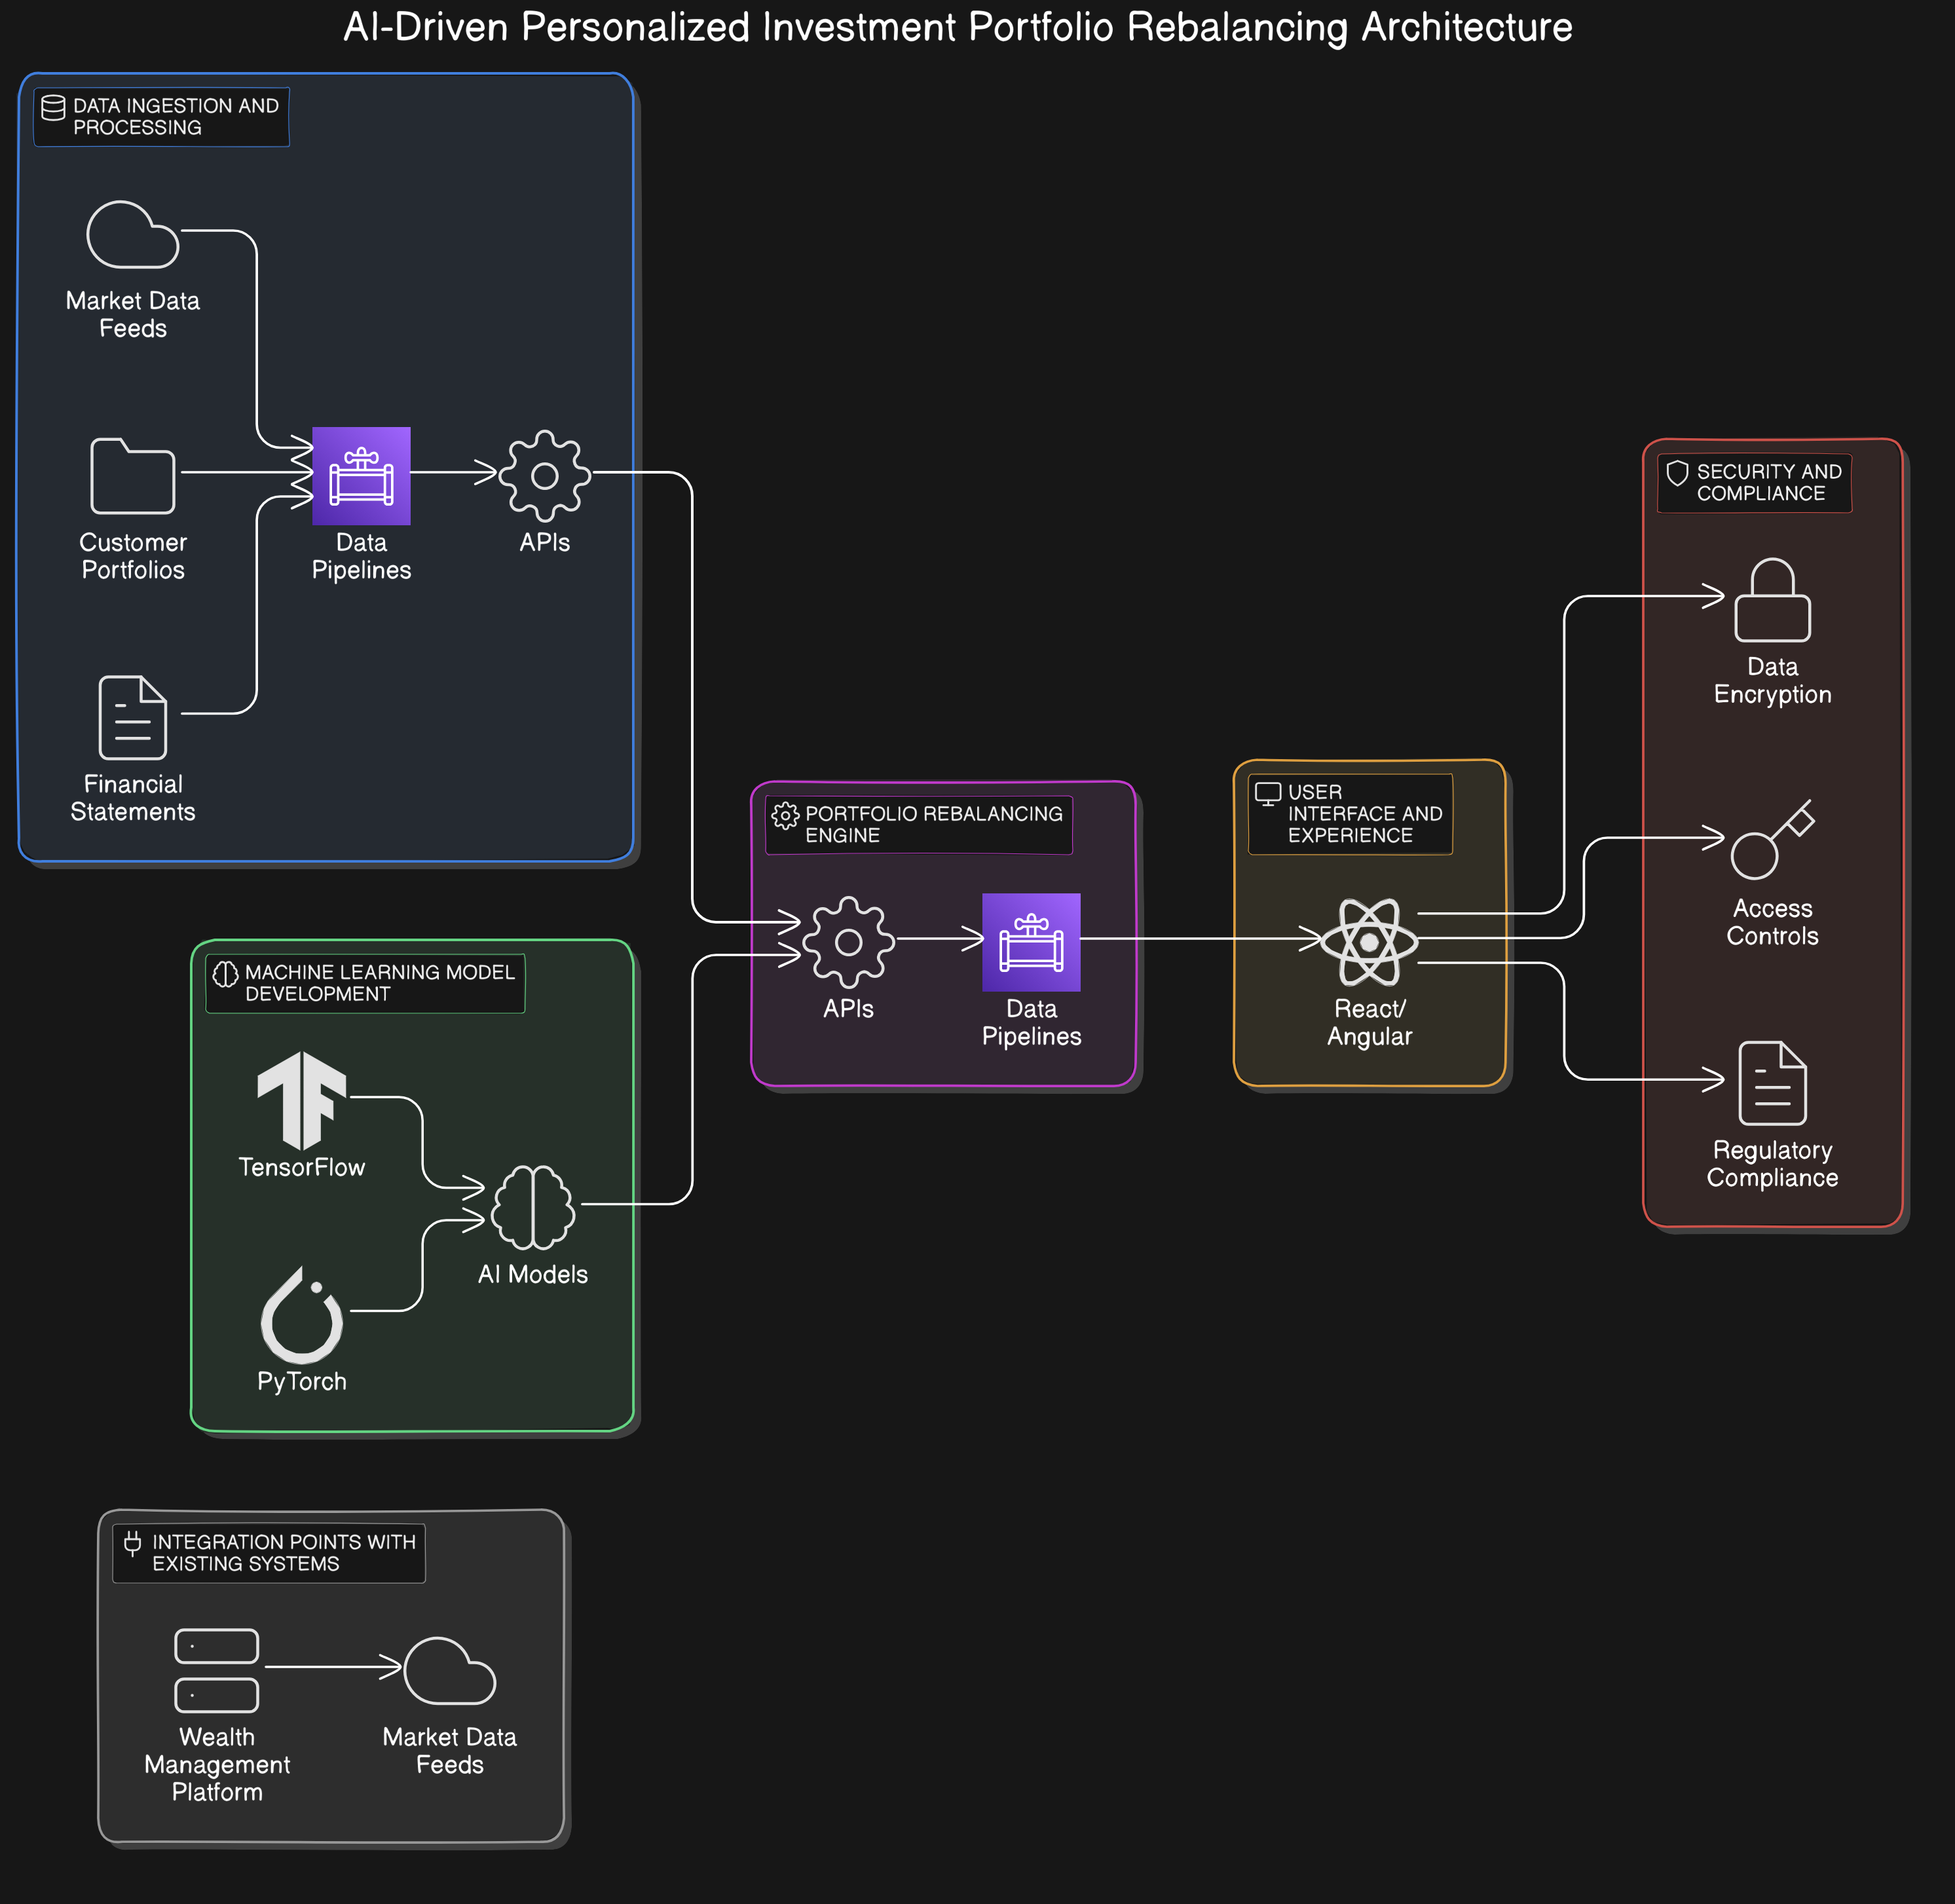 AI-Driven Personalized Investment Portfolio Rebalancing Architecture
DATA INGESTION AND
PROCESSING
Market Data
Feeds
Customer
Portfolios
Data
Pipelines
APIs
Financial
Statements
MACHINE LEARNING MODEL
DEVELOPMENT
TensorFlow
AI Models
PyTorch
PORTFOLIO REBALANCING
ENGINE
APIs
Data
Pipelines
USER
INTERFACE AND
EXPERIENCE
React/
Angular
SECURITY AND
COMPLIANCE
Data
Encryption
Access
Controls
Regulatory
Compliance
INTEGRATION POINTS WITH
EXISTING SYSTEMS
Wealth
Management
Platform
Market Data
Feeds